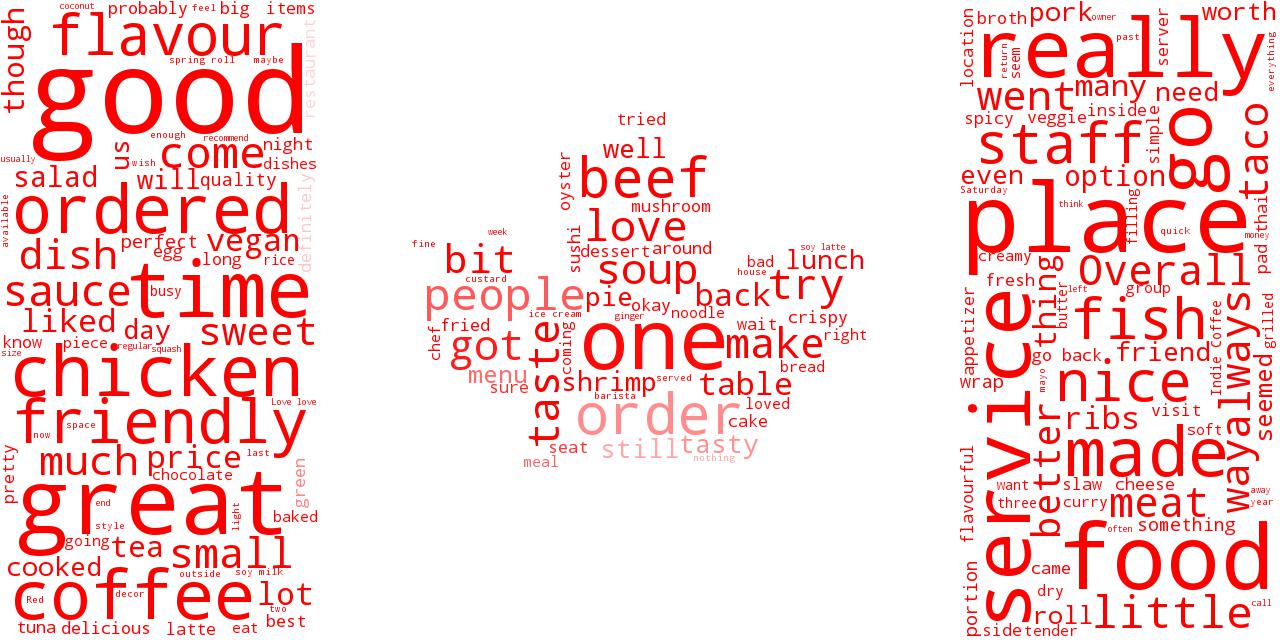 coconut probably feel big items
though flavour restaurant
good
spring roll maybe
enough recommend
usually us wish come night
dishes
salad will quality
available ordered definitely
dish perfect vegan
egg long rice
sauce busy time
liked day sweet
know piece regular squash
size
chicken
Love love
friendly
now space
pretty much price last
chocolate green
great
end light
style baked
going tea small
cooked outside soy milk
coffee lot
Red decor two
best
tuna delicious latte eat
tried
well
oyster beef
mushroom
love
sushi dessert around
fine week
bit soup bad soy latte
house lunch
custard
people pie okay back try
ice cream ginger noodle
chef fried coming one wait crispy
got make right
menu taste bread
sure shrimp served table
barista
order loved
cake
seat still tasty
meal nothing
location broth pork owner worth
really past server everything
return seem
went many need
spicy veggie inside
staff simple go taco
even option
Saturday think filling
place quick money
pad thai
creamy Overall
fresh thing left group
butter
appetizer fish Indie Coffee grilled
go back friend
wrap mayo nice always seemed
service ribs visit
better soft
made way
flavourful want slaw cheese
three curry meat away
year
often something
food
portion came
dry call
roll little
side tender